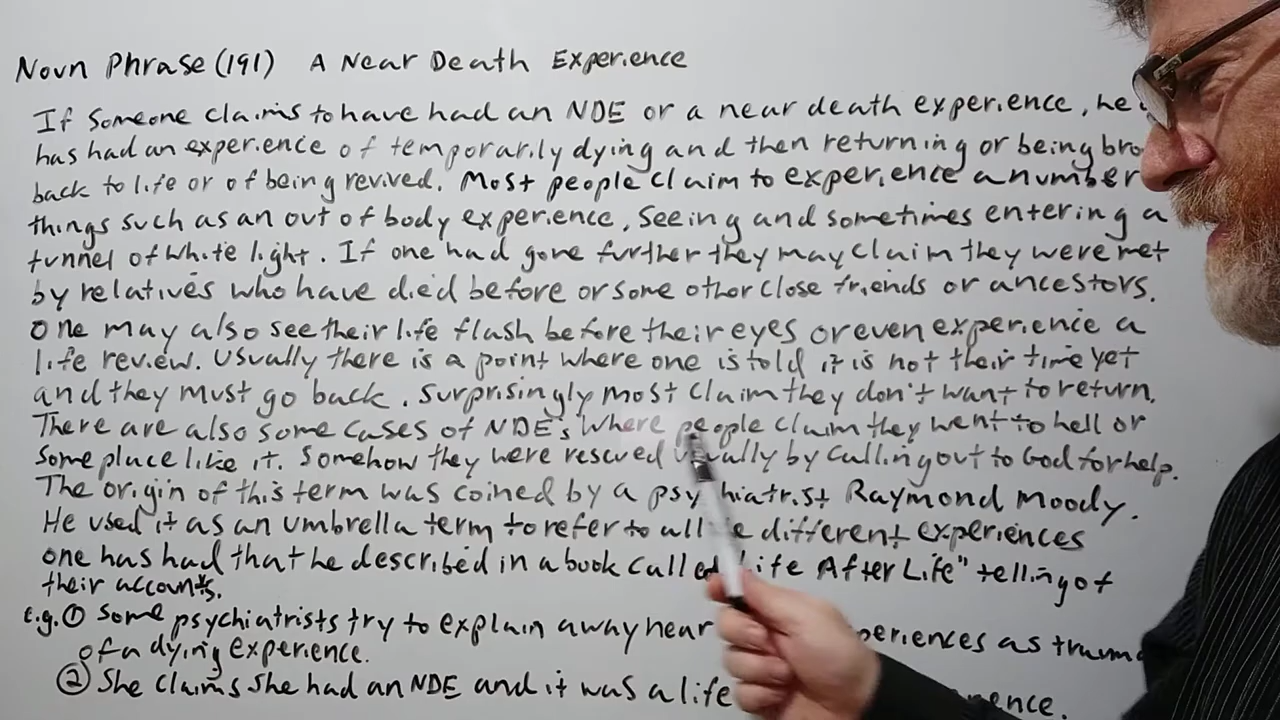 Noun Phrase (191) A Near Death Experience
If someone claims to have had an NDE or a near death experience, he
has had an experience of temporarily dying and then returning or being bro
back to life or of being revived. Most people claim to experience a number
things such as an out of body experience, seeing and sometimes entering a
tunnel of white light. If one had gone further they may claim they were met
by relatives who have died before or some other close friends or ancestors.
One may also see their life flash before their eyes or even experience a
life review. Usually there is a point where one is told it is not their time yet
and they must go back. Surprisingly most claim they don't want to return.
There are also some cases of NDE's where people claim they went to hell or
some place like it. Somehow they were rescued usually by calling out to God for help.
The origin of this term was coined by a psychiatrist Raymond Moody.
He used it as an umbrella term to refer to all different experiences
one has had that he described in a book called Life After Life" telling of
their accounts.
E.g. ① Some psychiatrists try to explain away near periences as trauma
of a dying experience.
② She claims she had an NDE and it was a life ence.